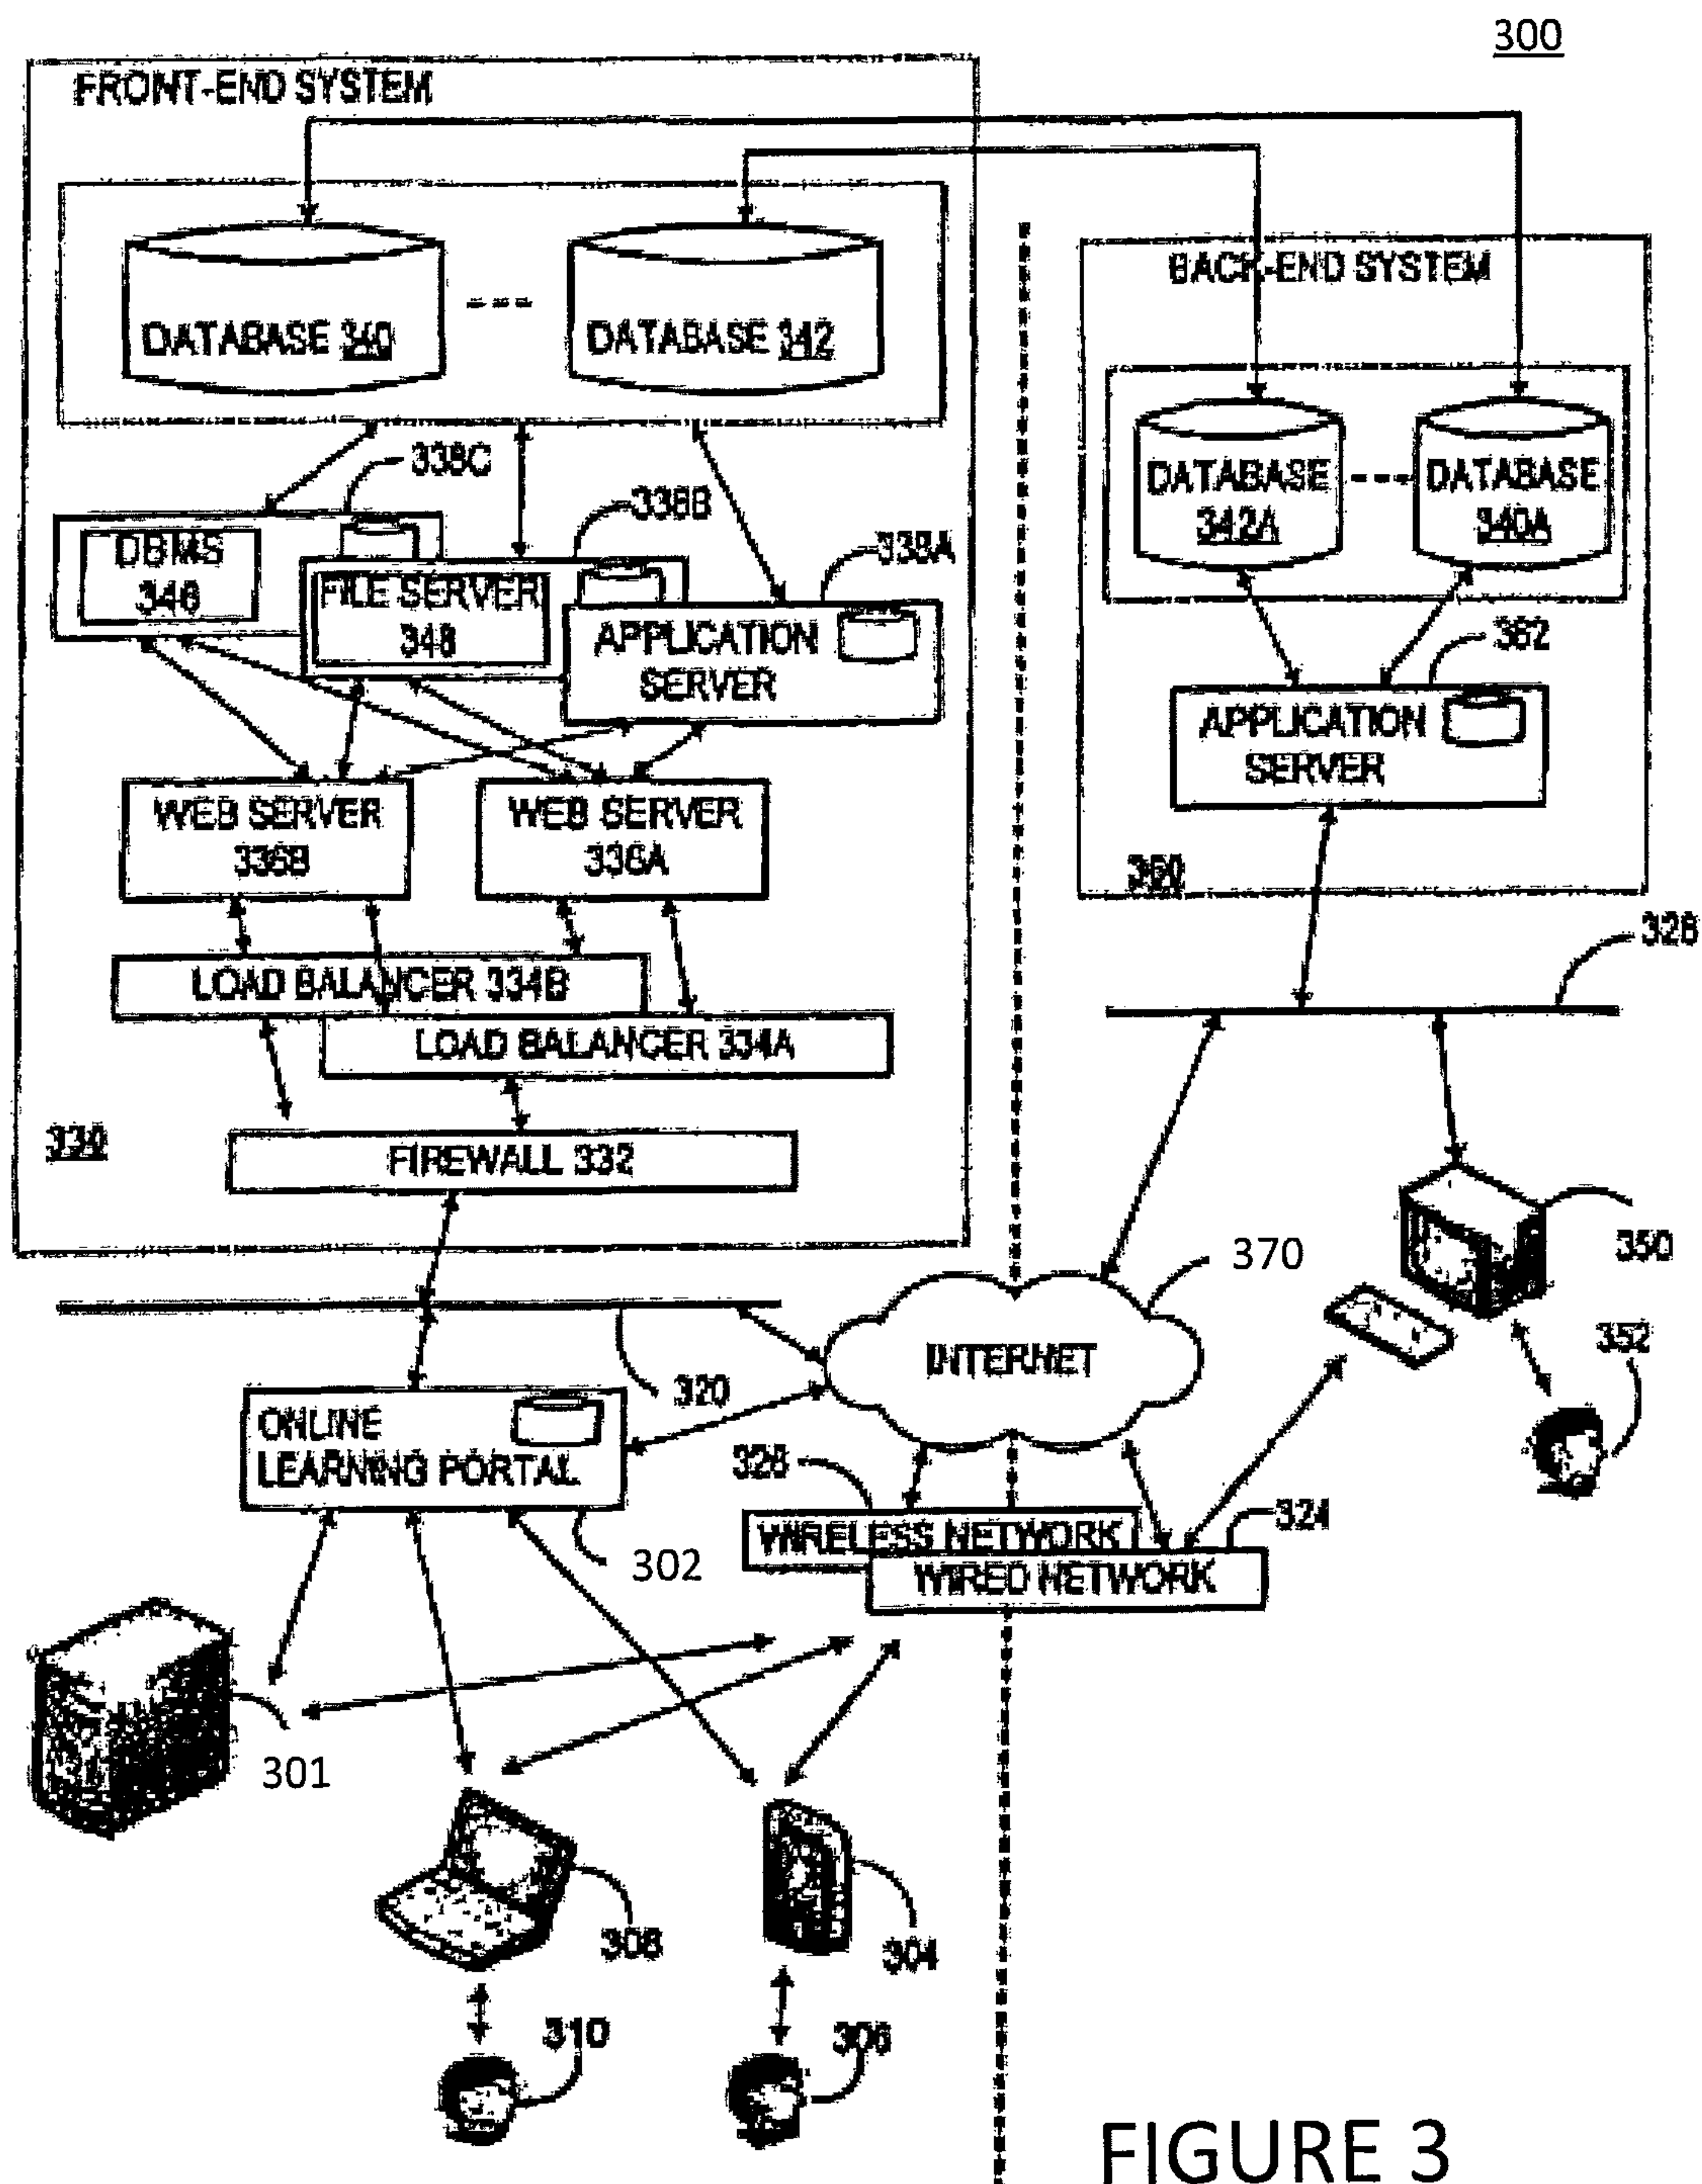 300
FRONT-END SYSTEM
DATABASE 340
---
DATABASE 342
BACK-END SYSTEM
DATABASE
342A
---
DATABASE
340A
338C
338B
338A
DBMS
346
FILE SERVER
348
APPLICATION
SERVER
362
APPLICATION
SERVER
360
WEB SERVER
336B
WEB SERVER
336A
328
LOAD BALANCER 334B
LOAD BALANCER 334A
330
FIREWALL 332
370
350
INTERNET
352
320
ONLINE
LEARNING PORTAL
326
324
WIRELESS NETWORK
WIRED NETWORK
302
301
308
304
310
306
FIGURE 3